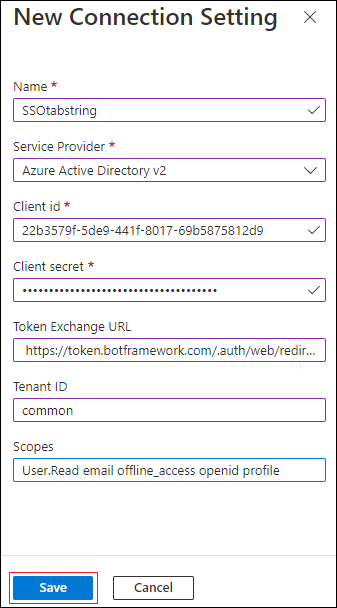 New Connection Setting
Name *
SSOtabstring
Service Provider *
Azure Active Directory v2
Client id *
22b3579f-5de9-441f-8017-69b5875812d9
Client secret *
•••••••••••••••••••••••••••••••••••••
Token Exchange URL
https://token.botframework.com/.auth/web/redir...
Tenant ID
common
Scopes
User.Read email offline_access openid profile
Save Cancel